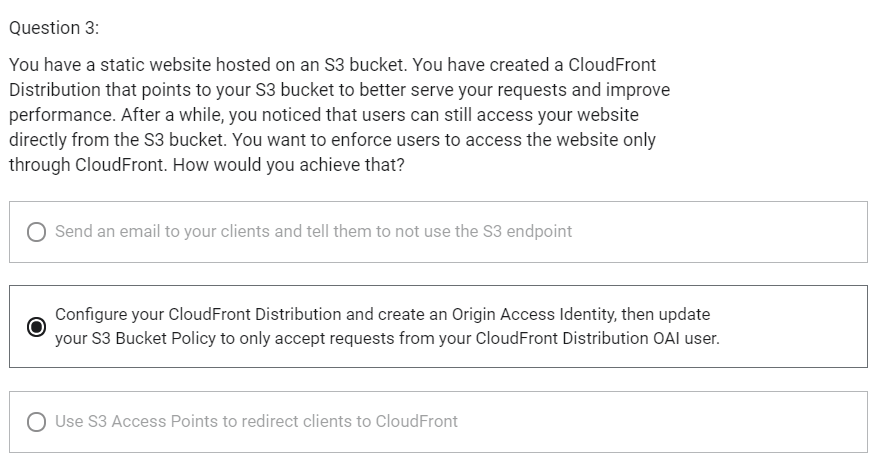 Question 3:
You have a static website hosted on an S3 bucket. You have created a CloudFront
Distribution that points to your S3 bucket to better serve your requests and improve
performance. After a while, you noticed that users can still access your website
directly from the S3 bucket. You want to enforce users to access the website only
through CloudFront. How would you achieve that?
Send an email to your clients and tell them to not use the S3 endpoint
Configure your CloudFront Distribution and create an Origin Access Identity, then update
your S3 Bucket Policy to only accept requests from your CloudFront Distribution OAI user.
Use S3 Access Points to redirect clients to CloudFront